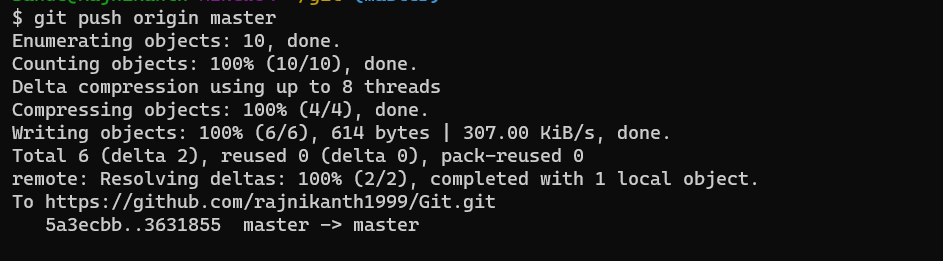 $ git push origin master
Enumerating objects: 10, done.
Counting objects: 100% (10/10), done.
Delta compression using up to 8 threads
Compressing objects: 100% (4/4), done.
Writing objects: 100% (6/6), 614 bytes | 307.00 KiB/s, done.
Total 6 (delta 2), reused 0 (delta 0), pack-reused 0
remote: Resolving deltas: 100% (2/2), completed with 1 local object.
To https://github.com/rajnikanth1999/Git.git
   5a3ecbb..3631855  master -> master